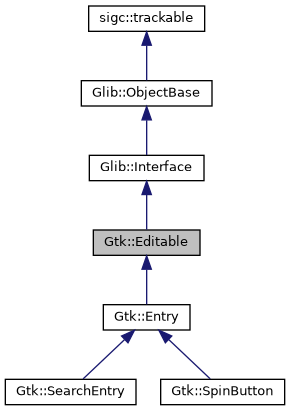 sigc::trackable
Glib::ObjectBase
Glib::Interface
Gtk::Editable
Gtk::Entry
Gtk::SearchEntry
Gtk::SpinButton